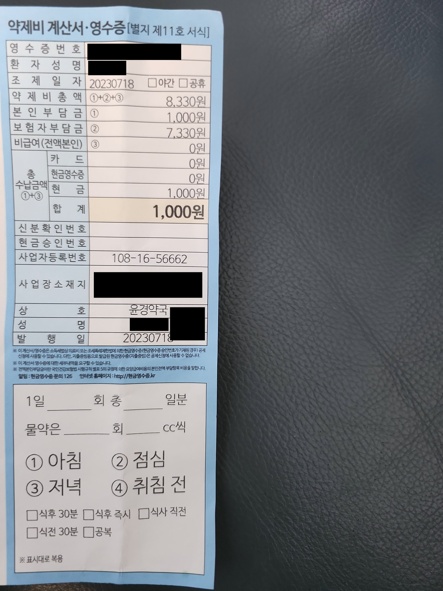 약제비 계산서·영수증 [별지 제11호 서식]
영수증번호
환자성명
조제일자 20230718 □야간 □공휴
약제비총액 ①+②+③ 8,330원
본인부담금 ① 1,000원
보험자부담금 ② 7,330원
비급여(전액본인) ③ 0원
총 수납금액 ①+③
카드 0원
현금영수증 0원
현금 1,000원
합계 1,000원
신분확인번호
현금승인번호
사업자등록번호 108-16-56662
사업장소재지
상호 윤경약국
성명
발행일 20230718
1일 회 총 일분
물약은 회 cc씩
① 아침 ② 점심
③ 저녁 ④ 취침 전
□식후 30분 □식후 즉시 □식사 직전
□식전 30분 □공복
※ 표시대로 복용